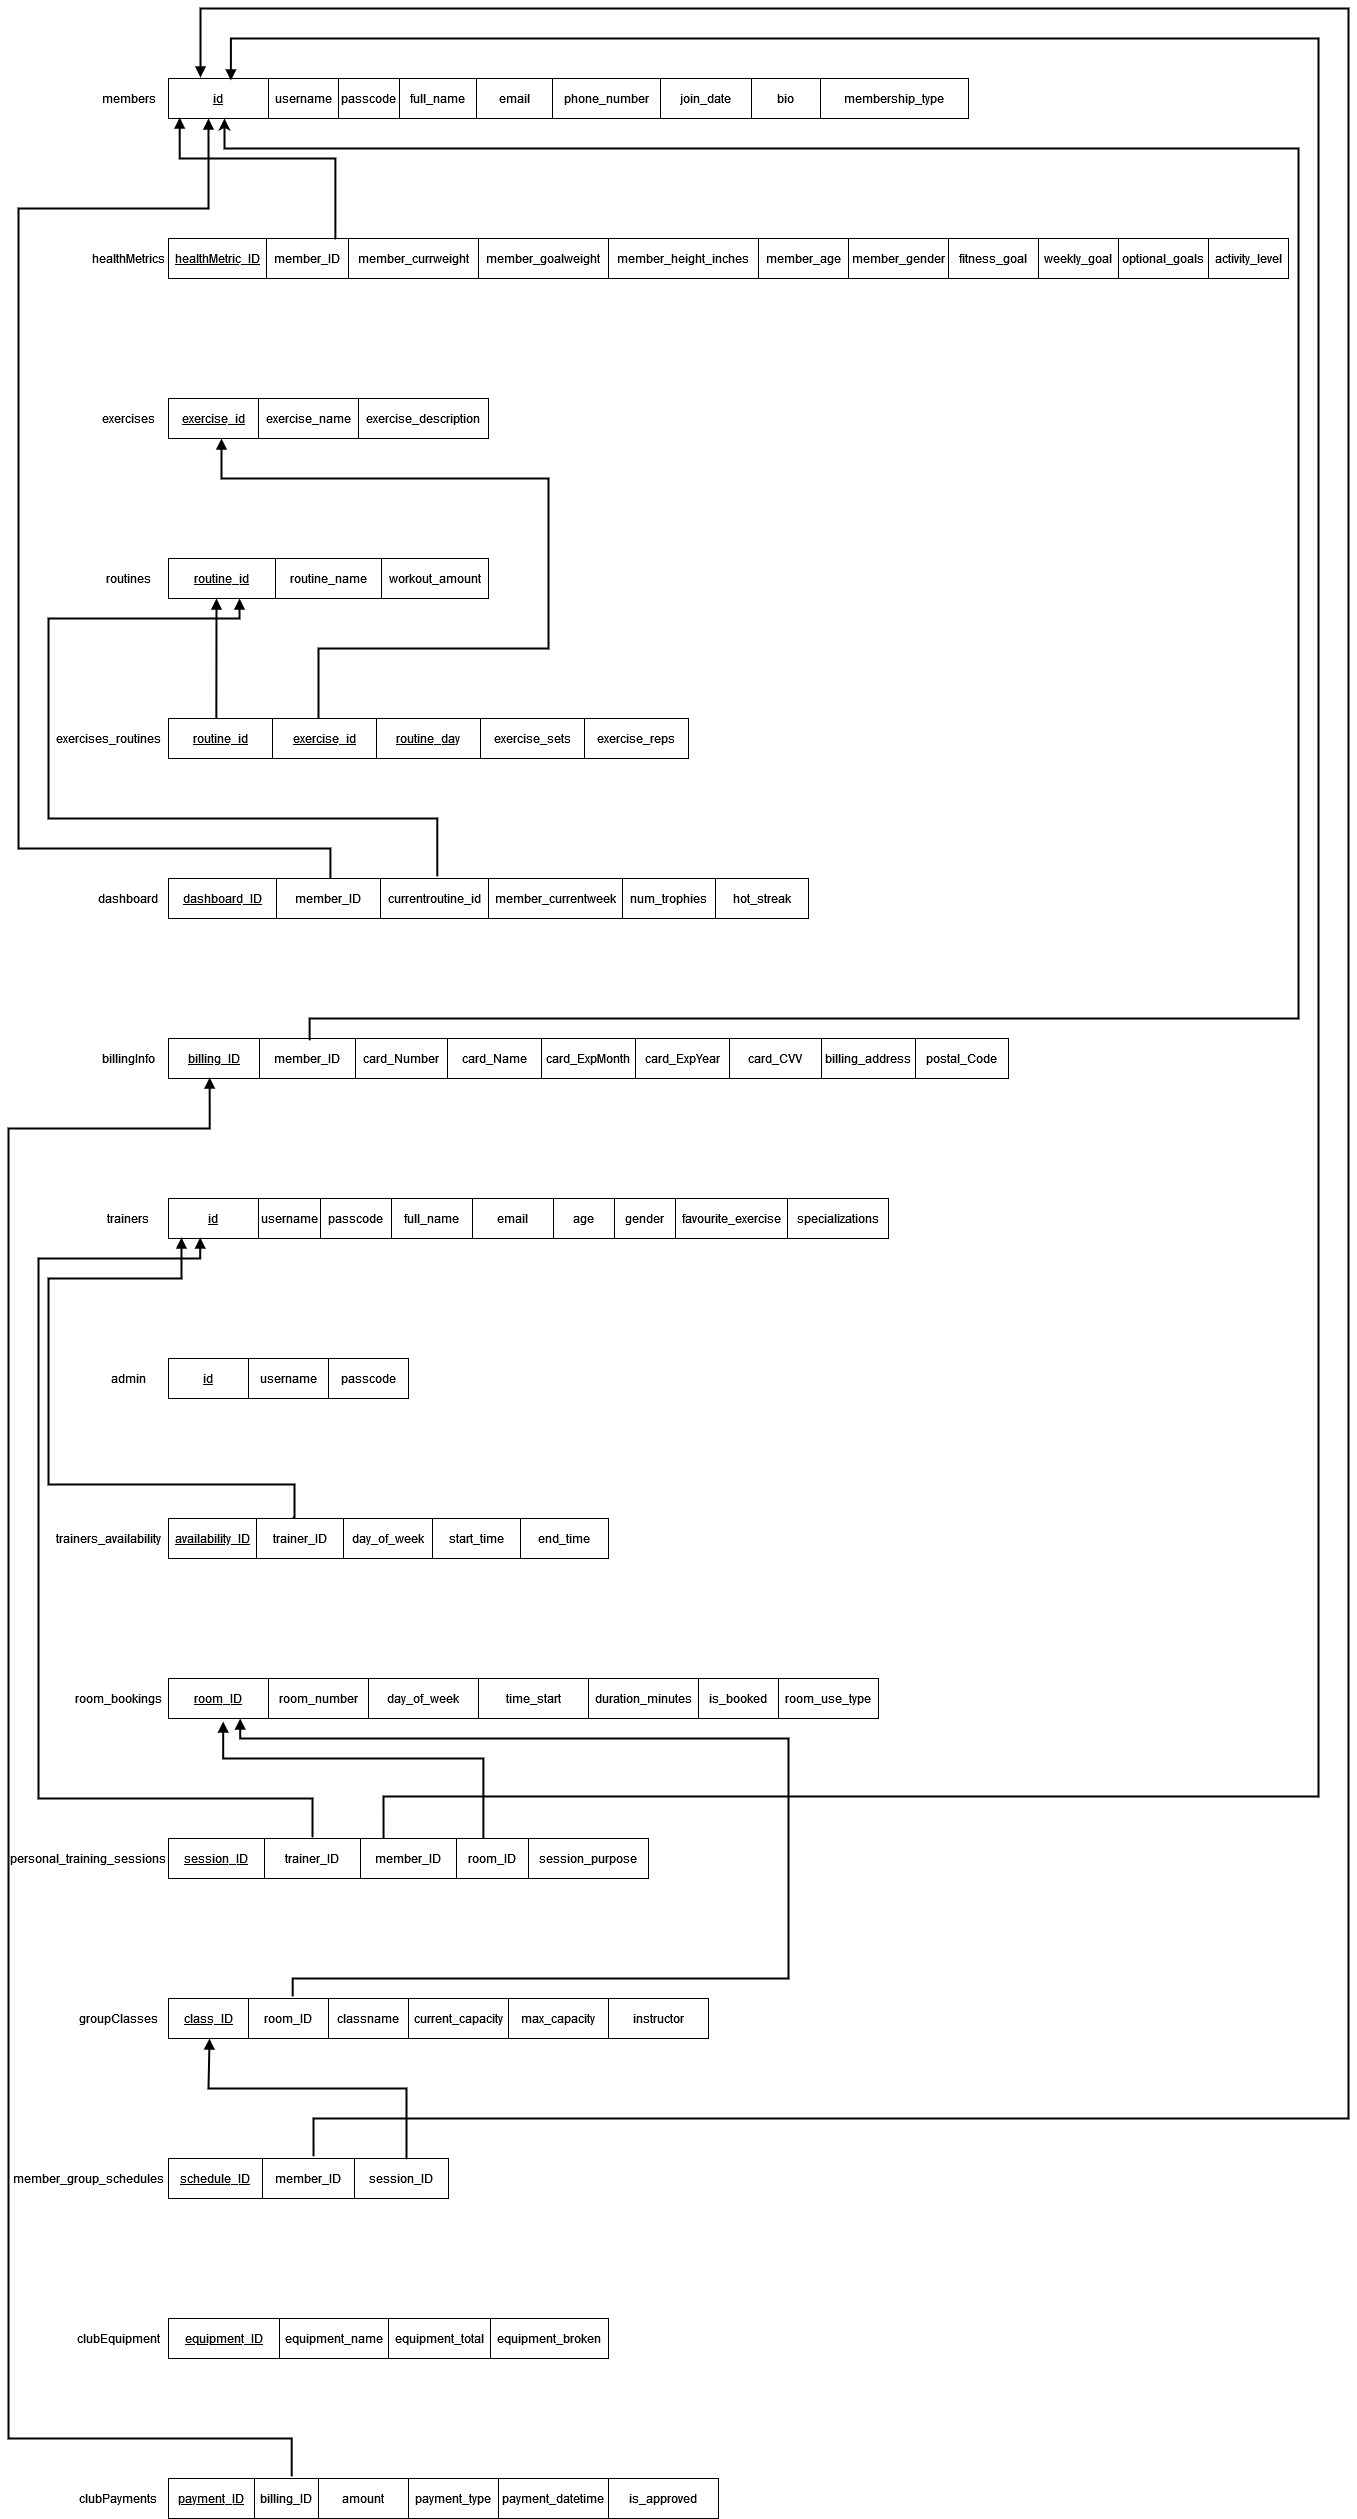 members id username passcode full_name email phone_number join_date bio membership_type
healthMetrics healthMetric_ID member_ID member_currweight member_goalweight member_height_inches member_age member_gender fitness_goal weekly_goal optional_goals activity_level
exercises exercise_id exercise_name exercise_description
routines routine_id routine_name workout_amount
exercises_routines routine_id exercise_id routine_day exercise_sets exercise_reps
dashboard dashboard_ID member_ID currentroutine_id member_currentweek num_trophies hot_streak
billingInfo billing_ID member_ID card_Number card_Name card_ExpMonth card_ExpYear card_CVV billing_address postal_Code
trainers id username passcode full_name email age gender favourite_exercise specializations
admin id username passcode
trainers_availability availability_ID trainer_ID day_of_week start_time end_time
room_bookings room_ID room_number day_of_week time_start duration_minutes is_booked room_use_type
personal_training_sessions session_ID trainer_ID member_ID room_ID session_purpose
groupClasses class_ID room_ID classname current_capacity max_capacity instructor
member_group_schedules schedule_ID member_ID session_ID
clubEquipment equipment_ID equipment_name equipment_total equipment_broken
clubPayments payment_ID billing_ID amount payment_type payment_datetime is_approved